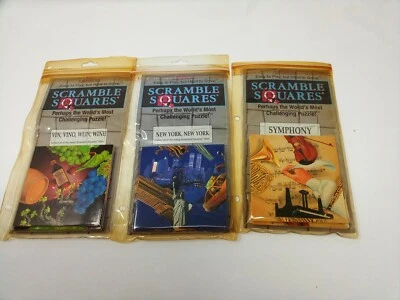 SCRAMBLE
SQUARES®
Perhaps the World's Most
Challenging Puzzle!
VIN, VINO, WEIN, WINE
SCRAMBLE
SQUARES®
Perhaps the World's Most
Challenging Puzzle!
NEW YORK, NEW YORK
SCRAMBLE
SQUARES®
Perhaps the World's Most
Challenging Puzzle!
SYMPHONY